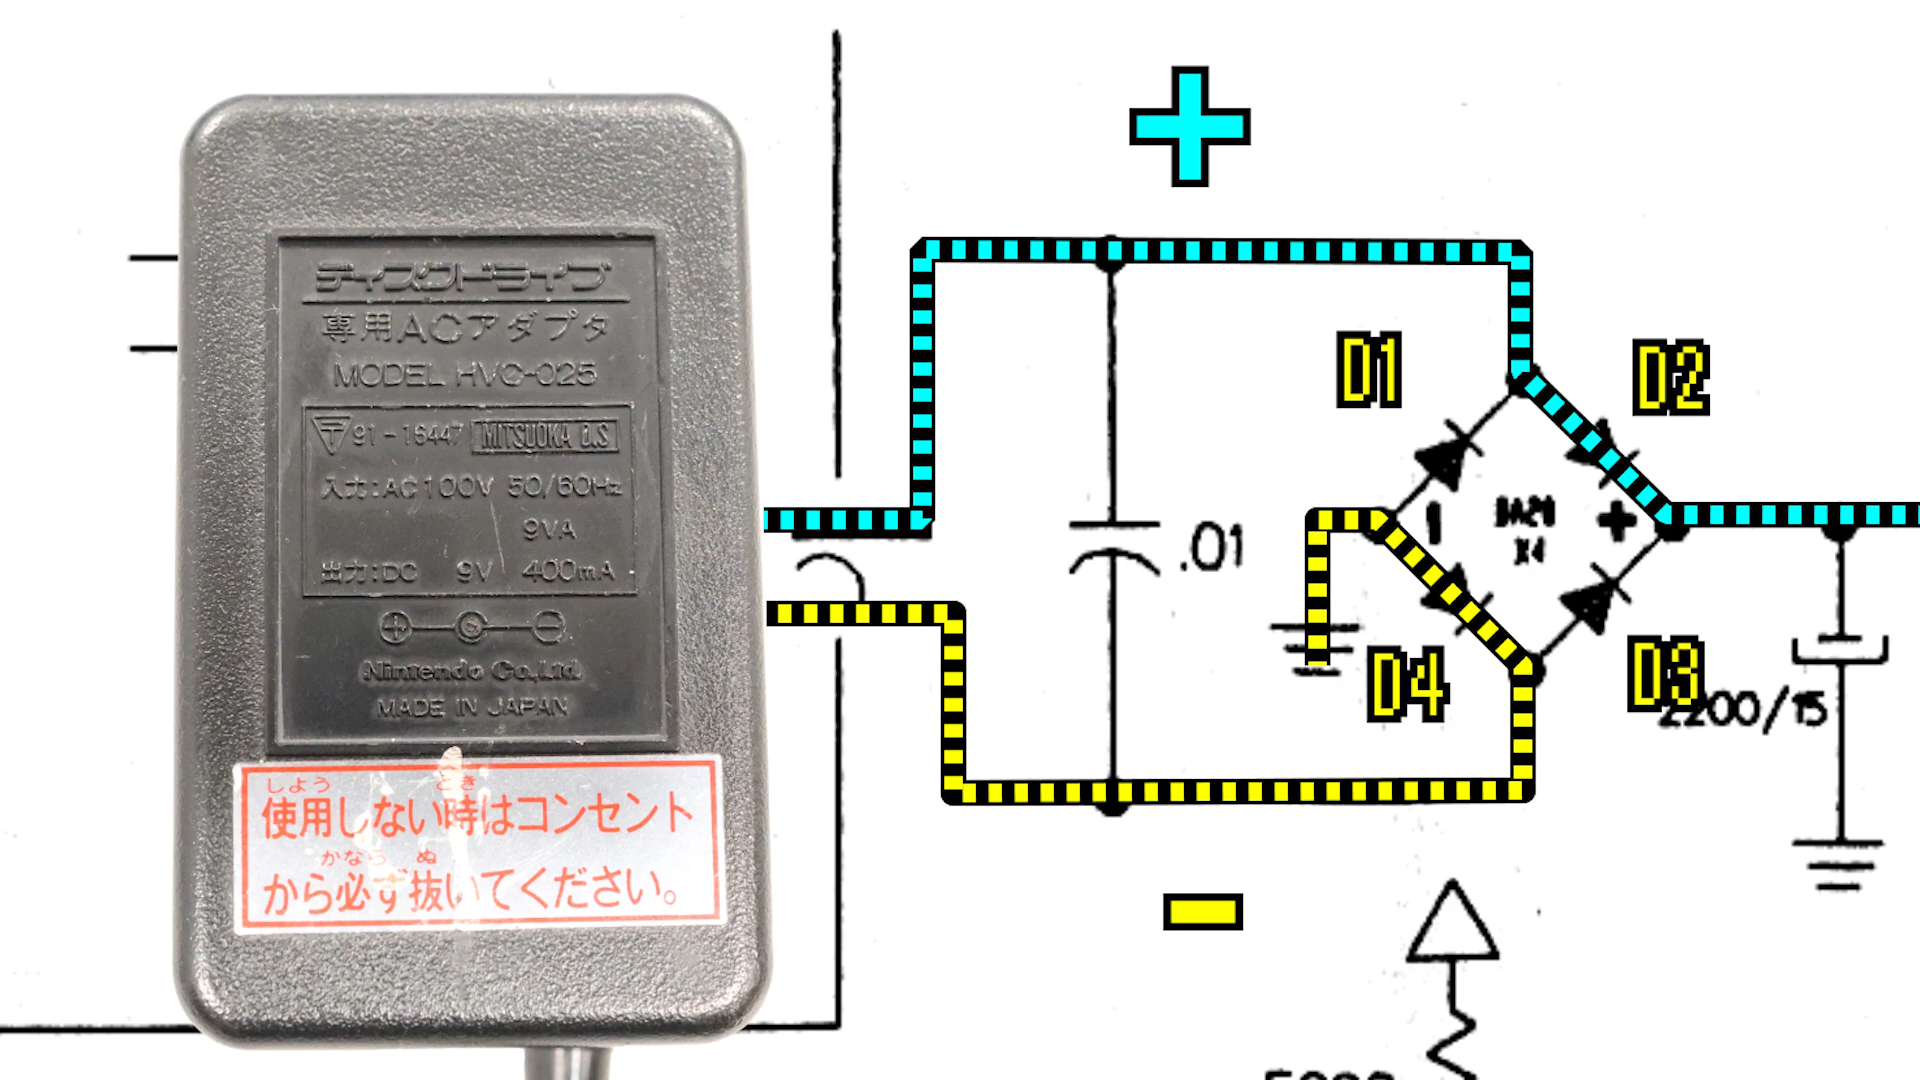 ディスクドライブ
専用ACアダプタ
MODEL HVC-025
〒 91-16447 MITSUOKA D.S
入力:AC100V 50/60Hz
9VA
出力:DC 9V 400mA
Nintendo Co,Ltd.
MADE IN JAPAN
しよう とき
使用しない時はコンセント
かなら ぬ
から必ず抜いてください。
+
D1
D2
X4
.01
D4
D3
2200/15
-